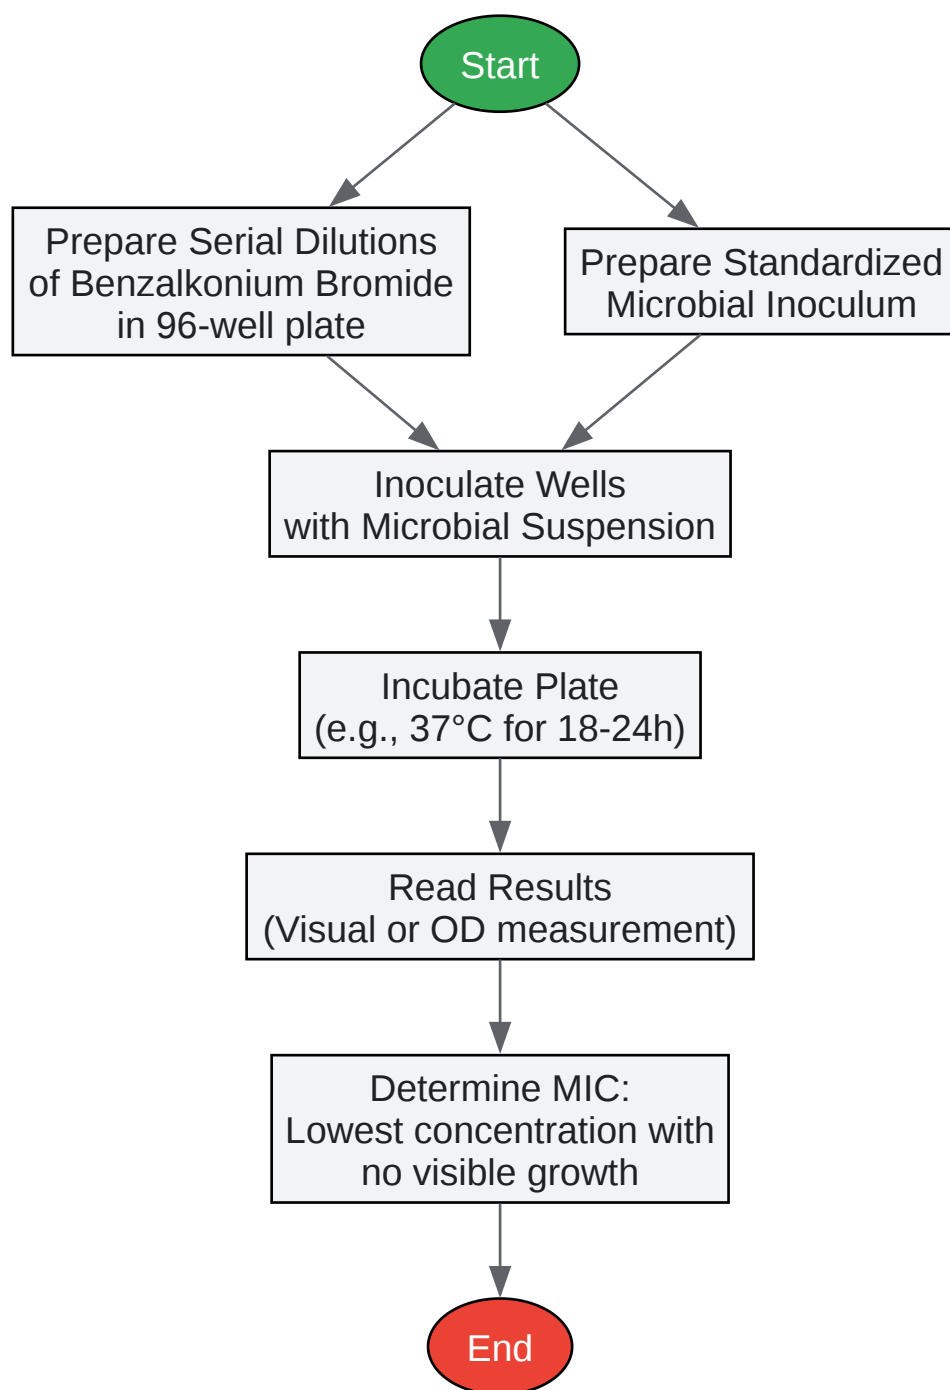 Start
Prepare Serial Dilutions
of Benzalkonium Bromide
in 96-well plate
Prepare Standardized
Microbial Inoculum
Inoculate Wells
with Microbial Suspension
Incubate Plate
(e.g., 37°C for 18-24h)
Read Results
(Visual or OD measurement)
Determine MIC:
Lowest concentration with
no visible growth
End